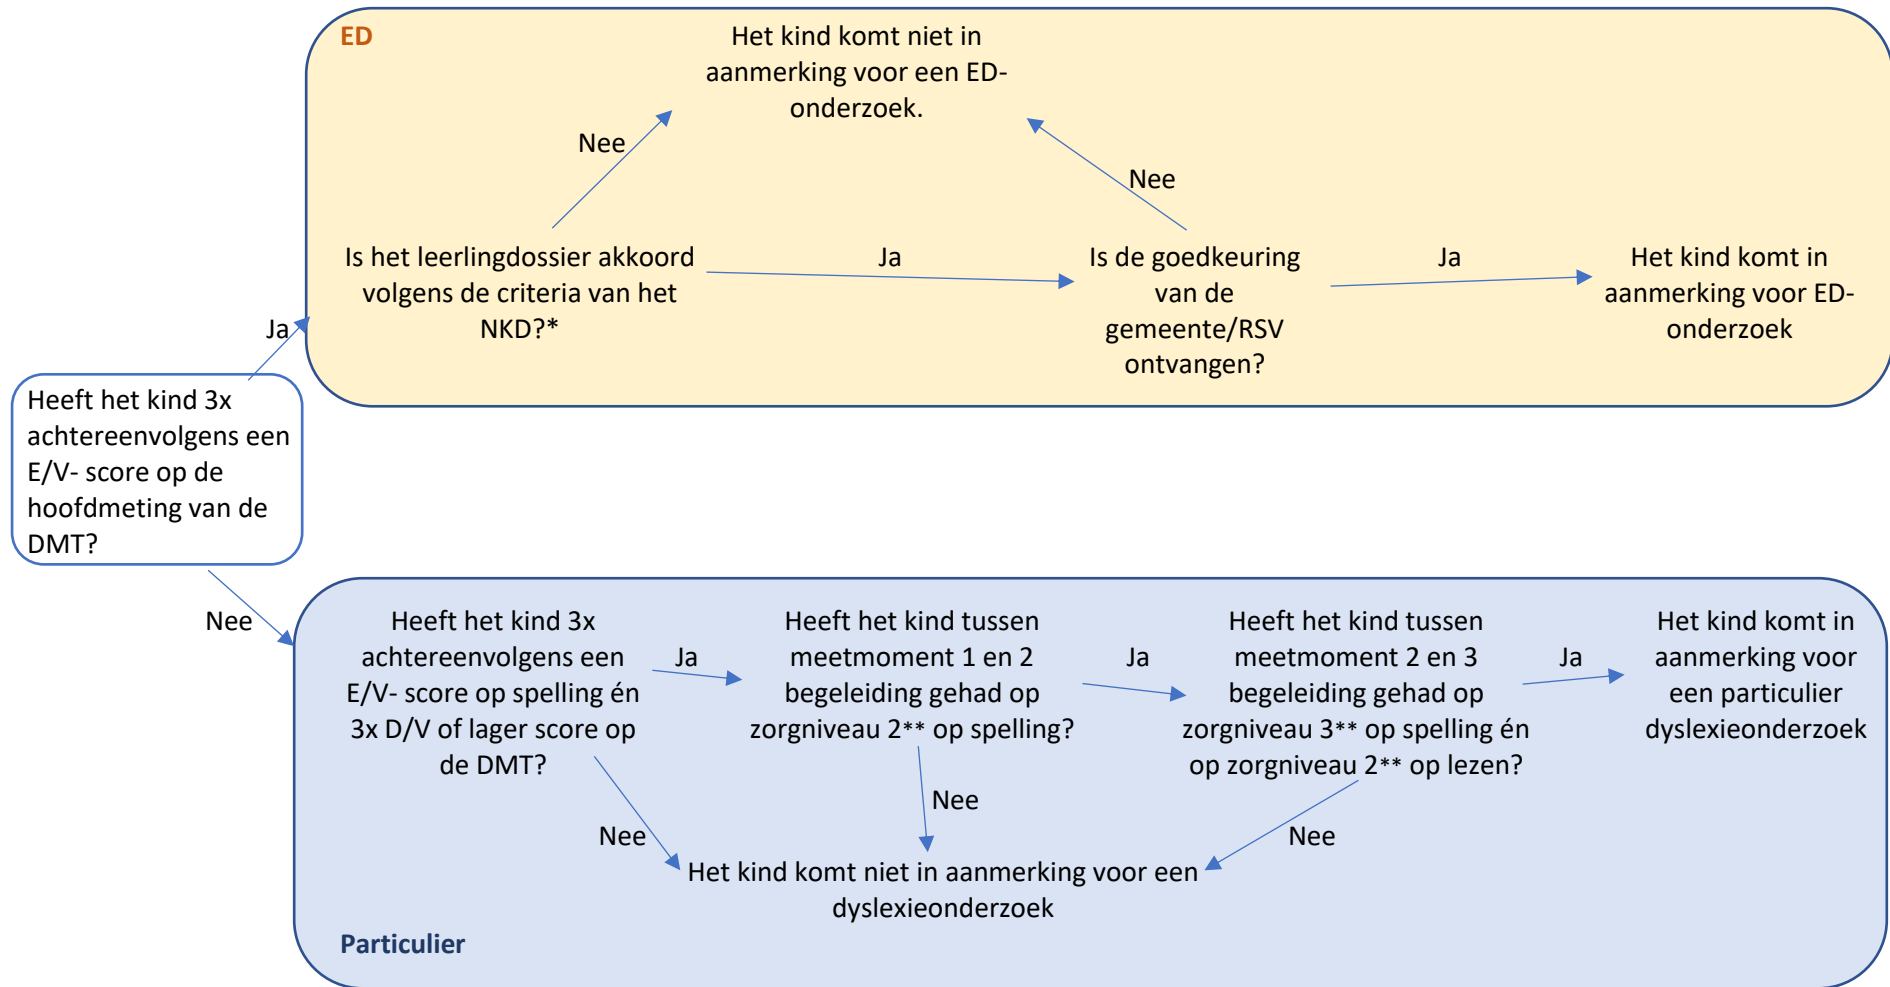 ED
Het kind komt niet in
aanmerking voor een ED-
onderzoek.
Nee
Nee
Is het leerlingdossier akkoord
volgens de criteria van het
NKD?*
Ja
Is de goedkeuring
van de
gemeente/RSV
ontvangen?
Ja
Het kind komt in
aanmerking voor ED-
onderzoek
Ja
Heeft het kind 3x
achtereenvolgens een
E/V- score op de
hoofdmeting van de
DMT?
Nee
Heeft het kind 3x
achtereenvolgens een
E/V- score op spelling én
3x D/V of lager score op
de DMT?
Ja
Heeft het kind tussen
meetmoment 1 en 2
begeleiding gehad op
zorgniveau 2** op spelling?
Ja
Heeft het kind tussen
meetmoment 2 en 3
begeleiding gehad op
zorgniveau 3** op spelling én
op zorgniveau 2** op lezen?
Ja
Het kind komt in
aanmerking voor
een particulier
dyslexieonderzoek
Nee
Nee
Nee
Het kind komt niet in aanmerking voor een
dyslexieonderzoek
Particulier